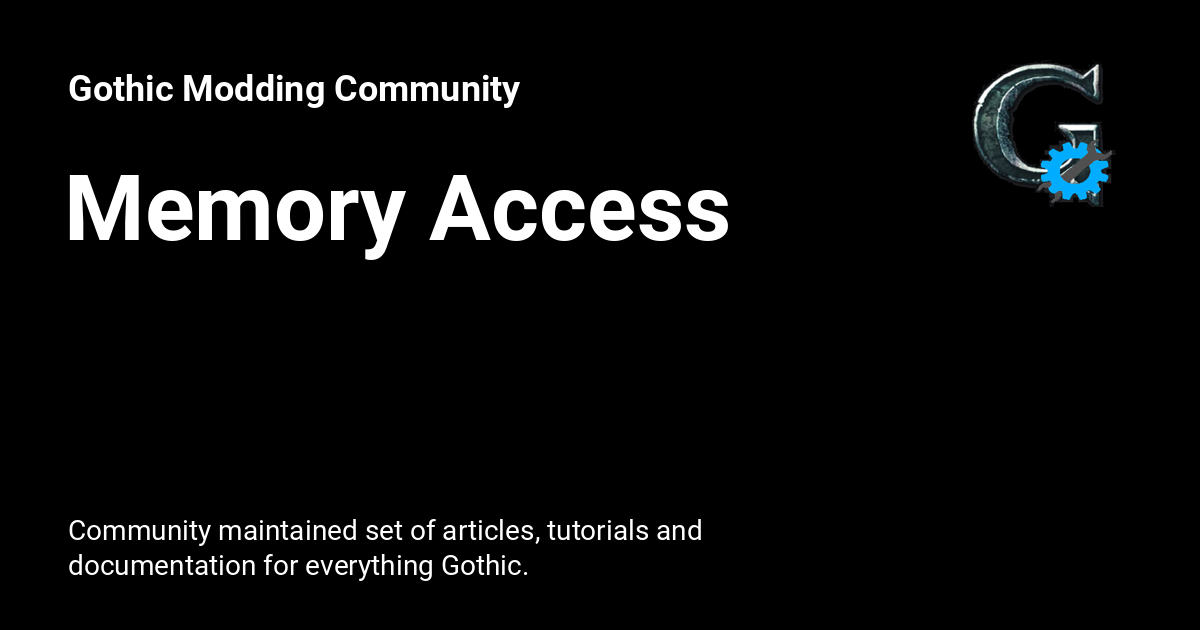 Gothic Modding Community
Memory Access
G
Community maintained set of articles, tutorials and
documentation for everything Gothic.